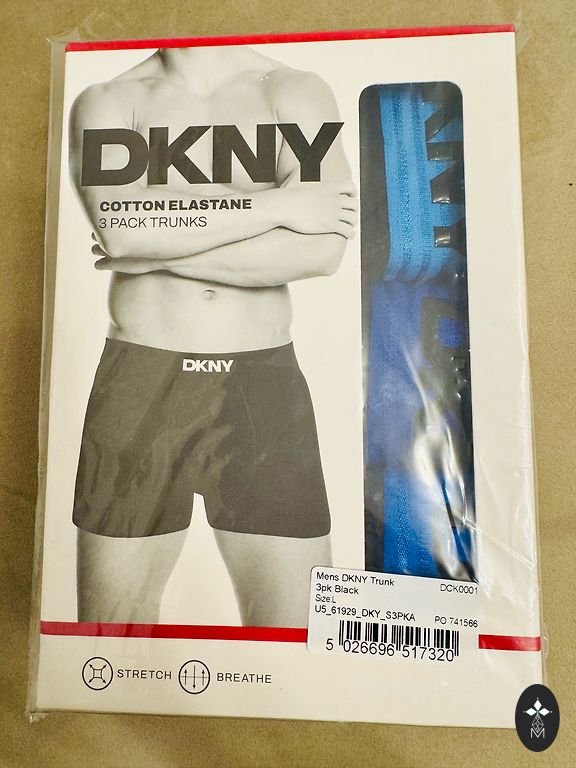 DKNY
COTTON ELASTANE
3 PACK TRUNKS
DKNY
Mens DKNY Trunk DCK0001
3pk Black
Size:L
U5_61929_DKY_S3PKA PO 741566
5 026696 517320
STRETCH BREATHE
M